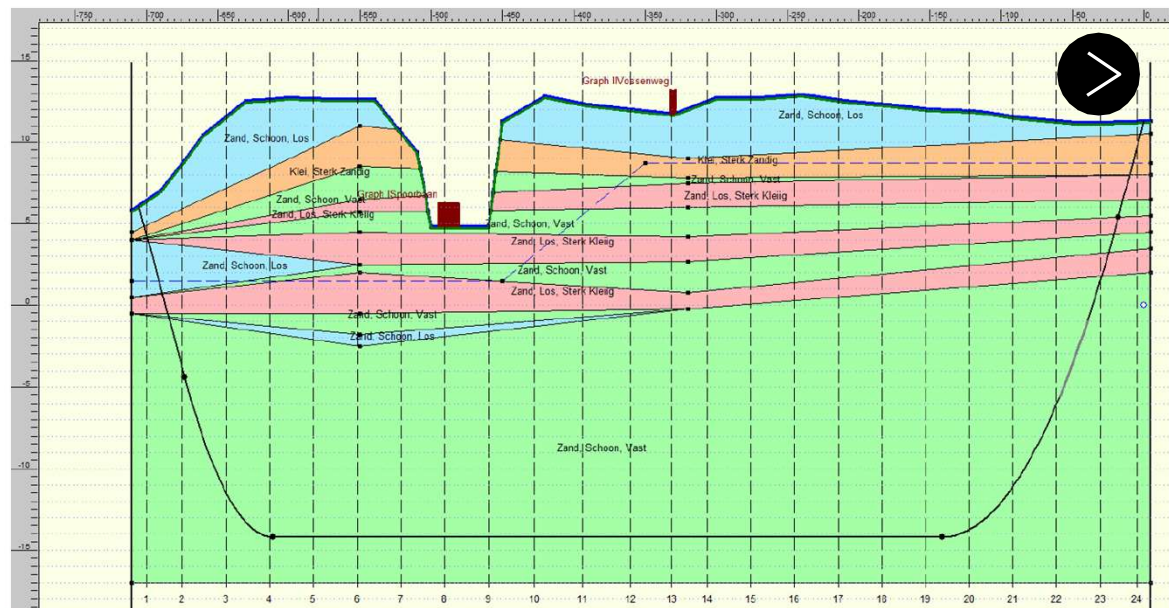 -750 -700 -650 -600 -550 -500 -450 -400 -350 -300 -250 -200 -150 -100 -50 0
15
Graph IIVossenweg
Zand, Schoon, Los
Zand, Schoon, Los
10
Klei, Sterk Zandig
Klei, Sterk Zandig
Zand, Schoon, Vast
Graph ISpoorbaan
Zand, Schoon, Vast
Zand, Los, Sterk Kleiig
Zand, Los, Sterk Kleiig
5
Zand, Schoon, Vast
Zand, Los, Sterk Kleiig
Zand, Schoon, Los
Zand, Schoon, Vast
Zand, Los, Sterk Kleiig
0
Zand, Schoon, Vast
Zand, Schoon, Los
-5
Zand, Schoon, Vast
-10
-15
1 2 3 4 5 6 7 8 9 10 11 12 13 14 15 16 17 18 19 20 21 22 23 24